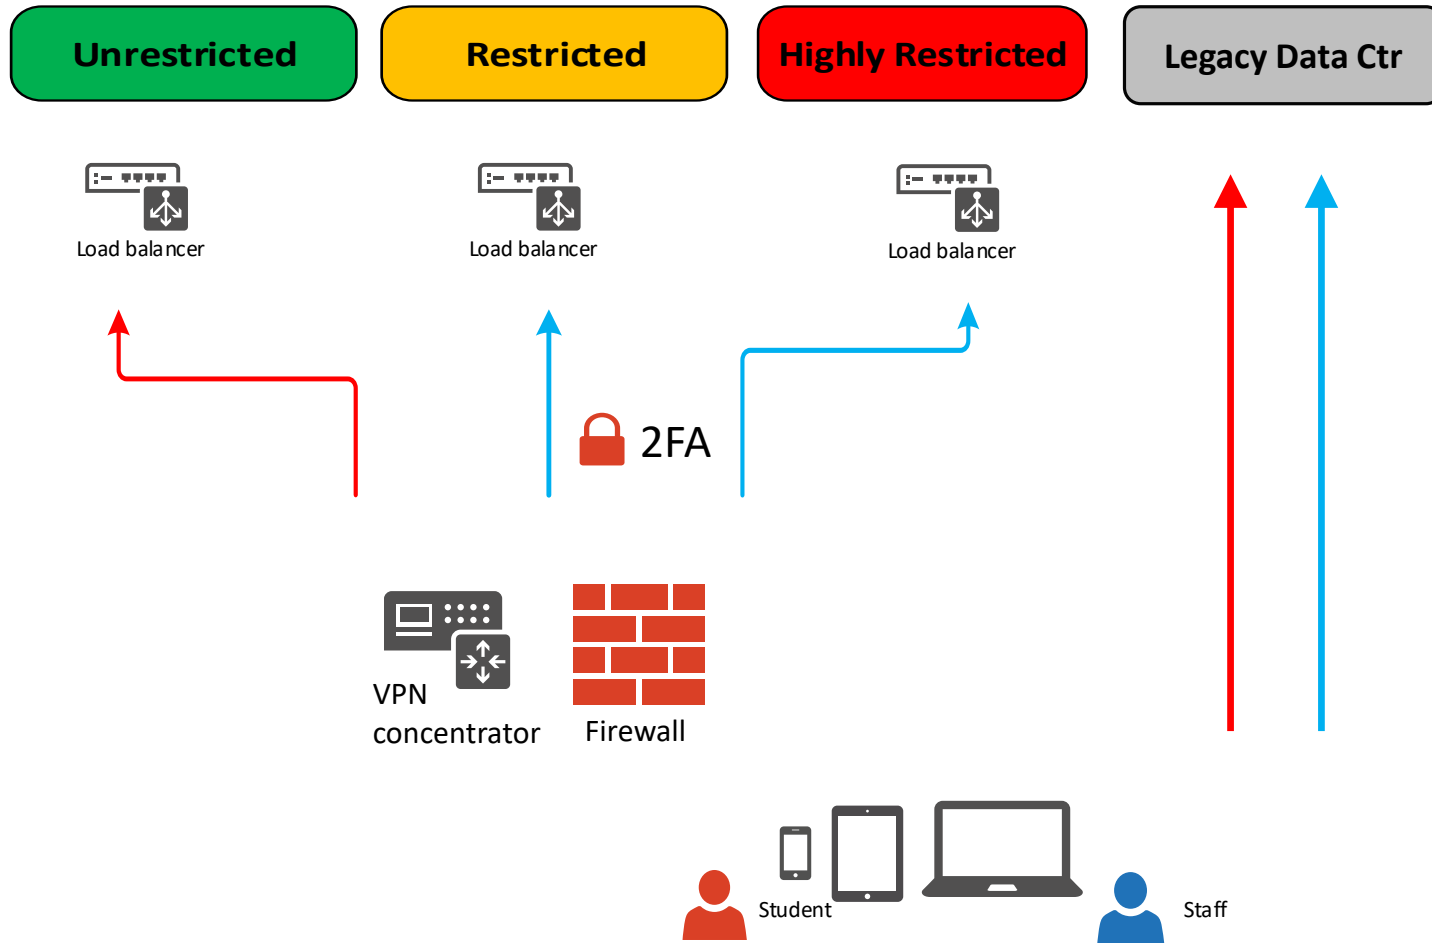 Unrestricted
Restricted
Highly Restricted
Legacy Data Ctr
Load balancer
Load balancer
Load balancer
2FA
VPN
concentrator
Firewall
Student
Staff